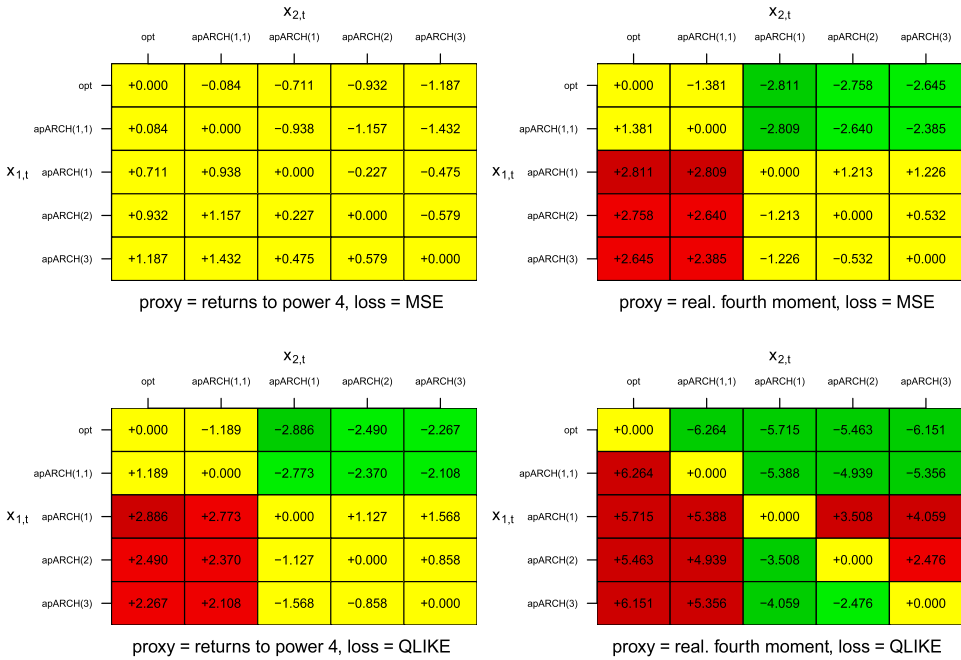 x2,t
opt apARCH(1,1) apARCH(1) apARCH(2) apARCH(3)
opt +0.000 −0.084 −0.711 −0.932 −1.187
apARCH(1,1) +0.084 +0.000 −0.938 −1.157 −1.432
x1,t apARCH(1) +0.711 +0.938 +0.000 −0.227 −0.475
apARCH(2) +0.932 +1.157 +0.227 +0.000 −0.579
apARCH(3) +1.187 +1.432 +0.475 +0.579 +0.000
proxy = returns to power 4, loss = MSE
x2,t
opt apARCH(1,1) apARCH(1) apARCH(2) apARCH(3)
opt +0.000 −1.381 −2.811 −2.758 −2.645
apARCH(1,1) +1.381 +0.000 −2.809 −2.640 −2.385
x1,t apARCH(1) +2.811 +2.809 +0.000 +1.213 +1.226
apARCH(2) +2.758 +2.640 −1.213 +0.000 +0.532
apARCH(3) +2.645 +2.385 −1.226 −0.532 +0.000
proxy = real. fourth moment, loss = MSE
x2,t
opt apARCH(1,1) apARCH(1) apARCH(2) apARCH(3)
opt +0.000 −1.189 −2.886 −2.490 −2.267
apARCH(1,1) +1.189 +0.000 −2.773 −2.370 −2.108
x1,t apARCH(1) +2.886 +2.773 +0.000 +1.127 +1.568
apARCH(2) +2.490 +2.370 −1.127 +0.000 +0.858
apARCH(3) +2.267 +2.108 −1.568 −0.858 +0.000
proxy = returns to power 4, loss = QLIKE
x2,t
opt apARCH(1,1) apARCH(1) apARCH(2) apARCH(3)
opt +0.000 −6.264 −5.715 −5.463 −6.151
apARCH(1,1) +6.264 +0.000 −5.388 −4.939 −5.356
x1,t apARCH(1) +5.715 +5.388 +0.000 +3.508 +4.059
apARCH(2) +5.463 +4.939 −3.508 +0.000 +2.476
apARCH(3) +6.151 +5.356 −4.059 −2.476 +0.000
proxy = real. fourth moment, loss = QLIKE